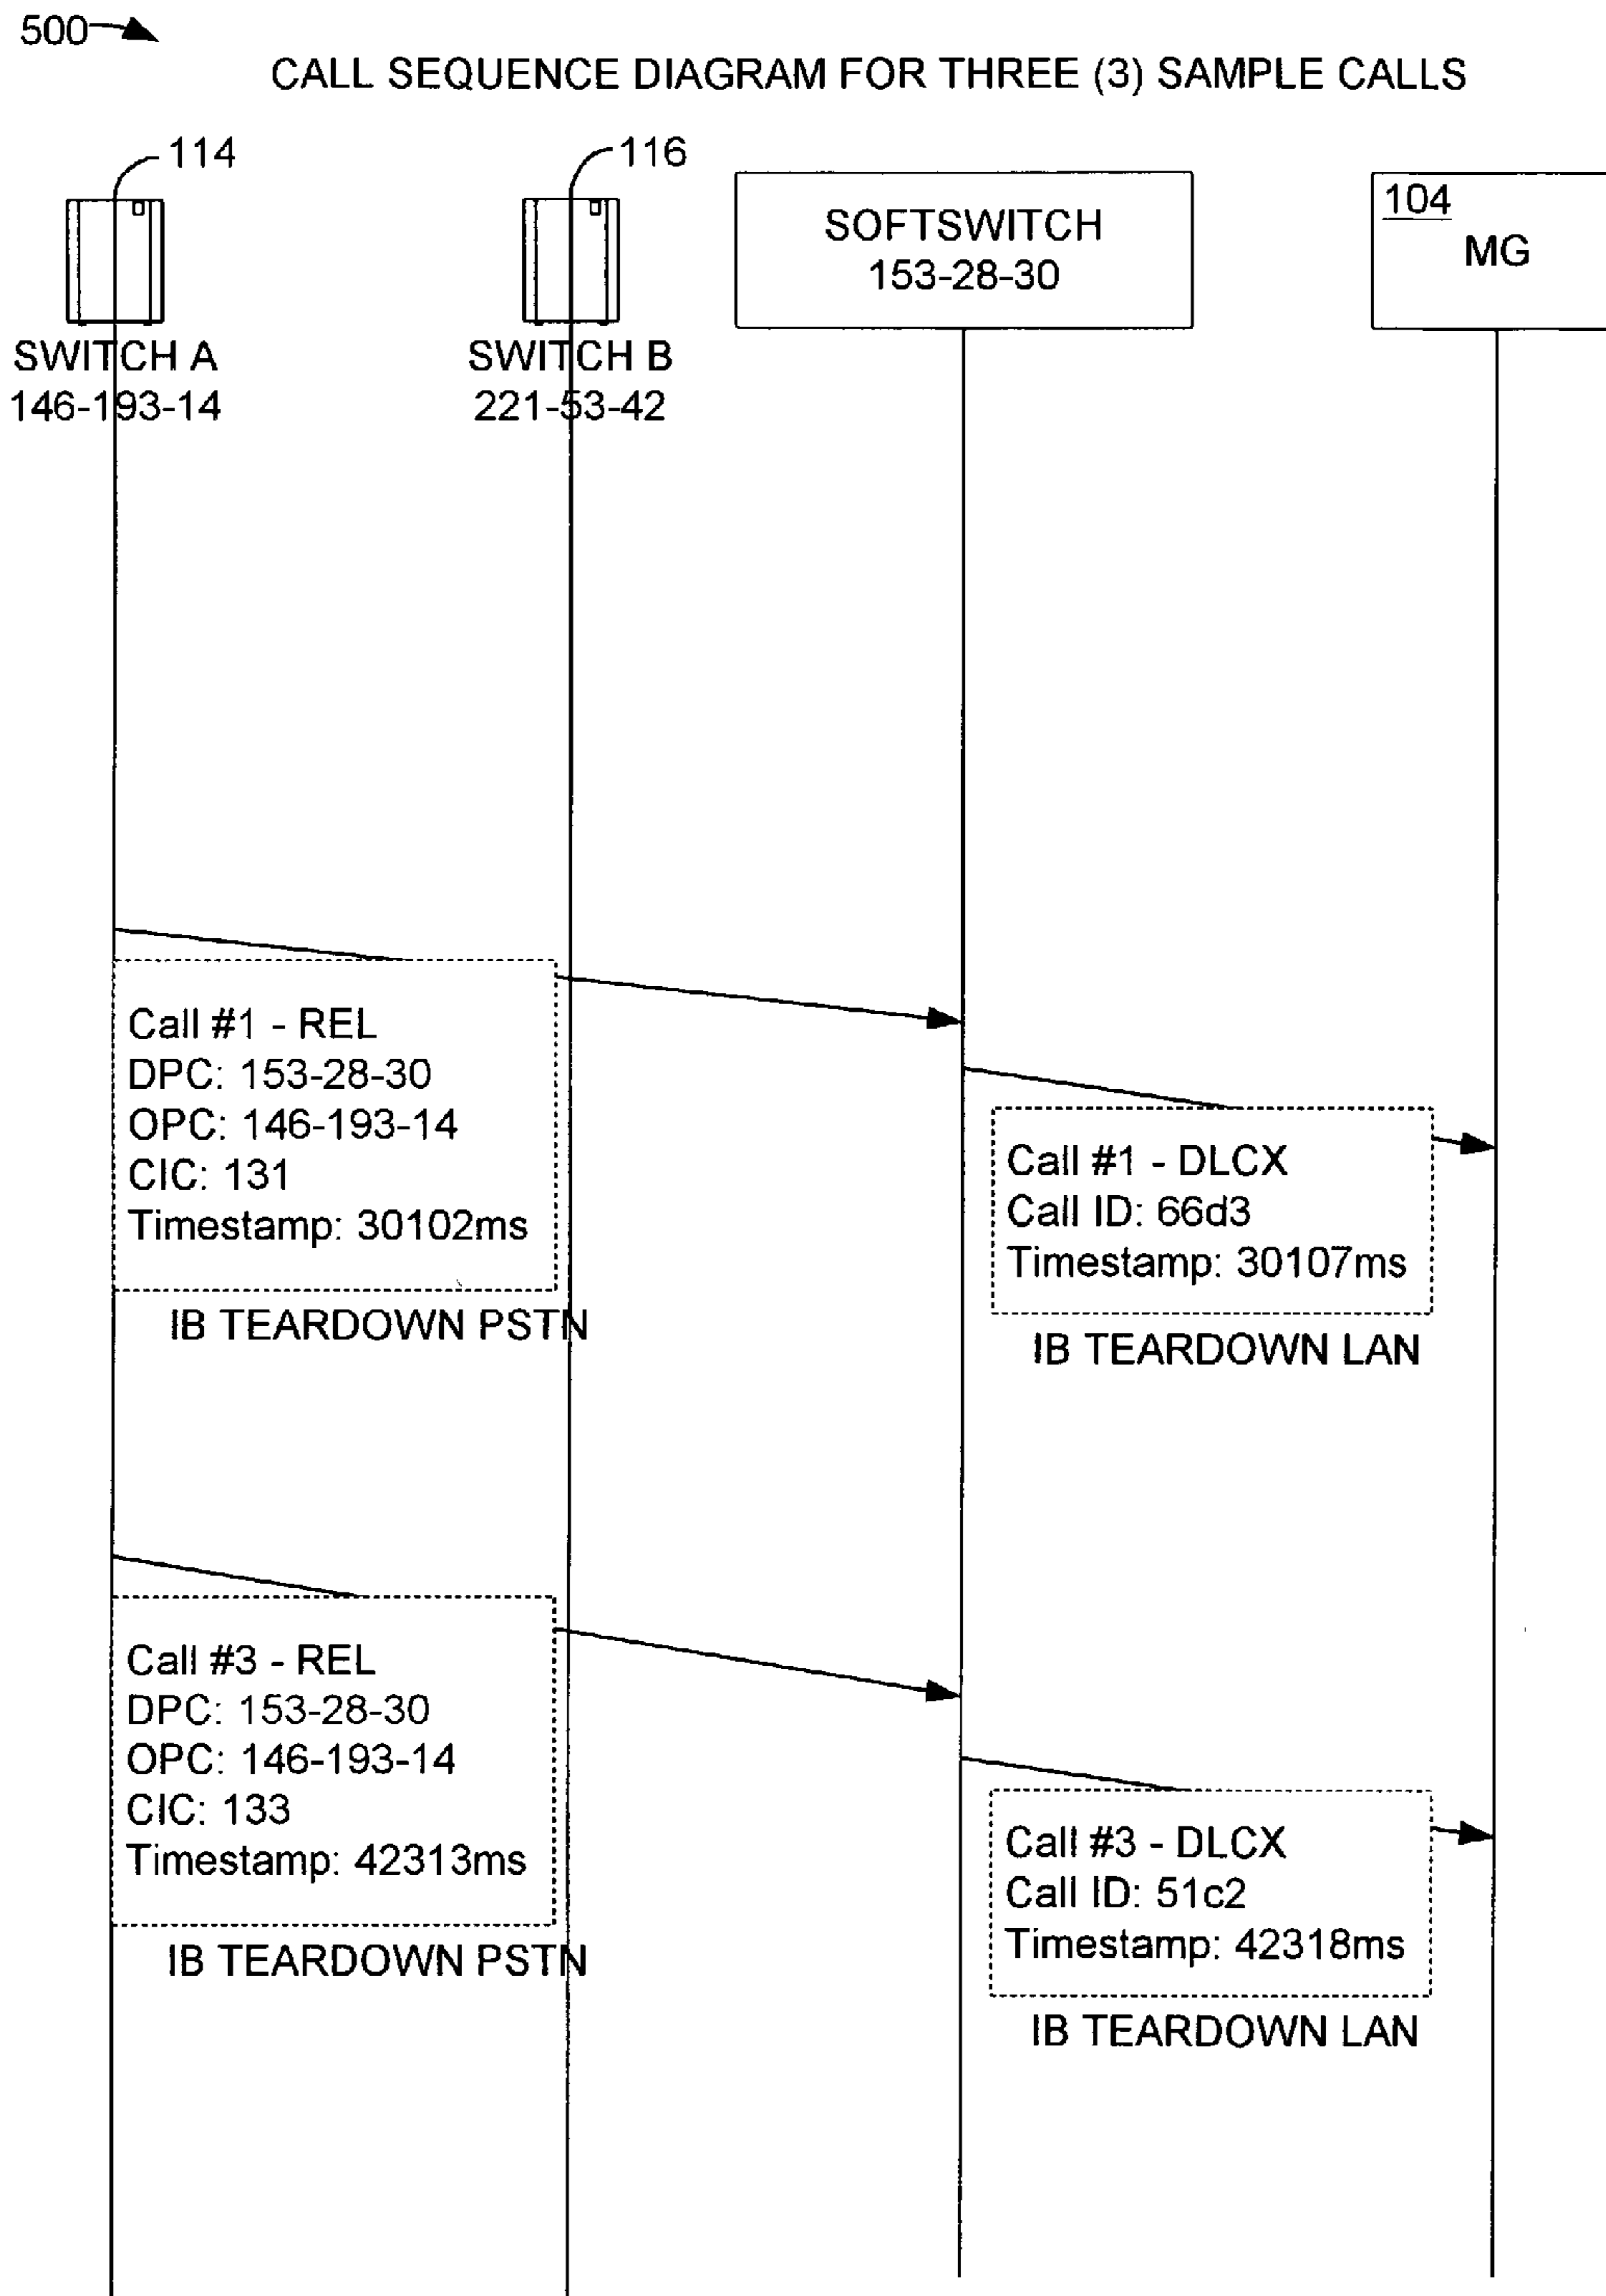 500
CALL SEQUENCE DIAGRAM FOR THREE (3) SAMPLE CALLS
114
116
SWITCH A
146-193-14
SWITCH B
221-53-42
SOFTSWITCH
153-28-30
104
MG
Call #1 - REL
DPC: 153-28-30
OPC: 146-193-14
CIC: 131
Timestamp: 30102ms
IB TEARDOWN PSTN
Call #1 - DLCX
Call ID: 66d3
Timestamp: 30107ms
IB TEARDOWN LAN
Call #3 - REL
DPC: 153-28-30
OPC: 146-193-14
CIC: 133
Timestamp: 42313ms
IB TEARDOWN PSTN
Call #3 - DLCX
Call ID: 51c2
Timestamp: 42318ms
IB TEARDOWN LAN